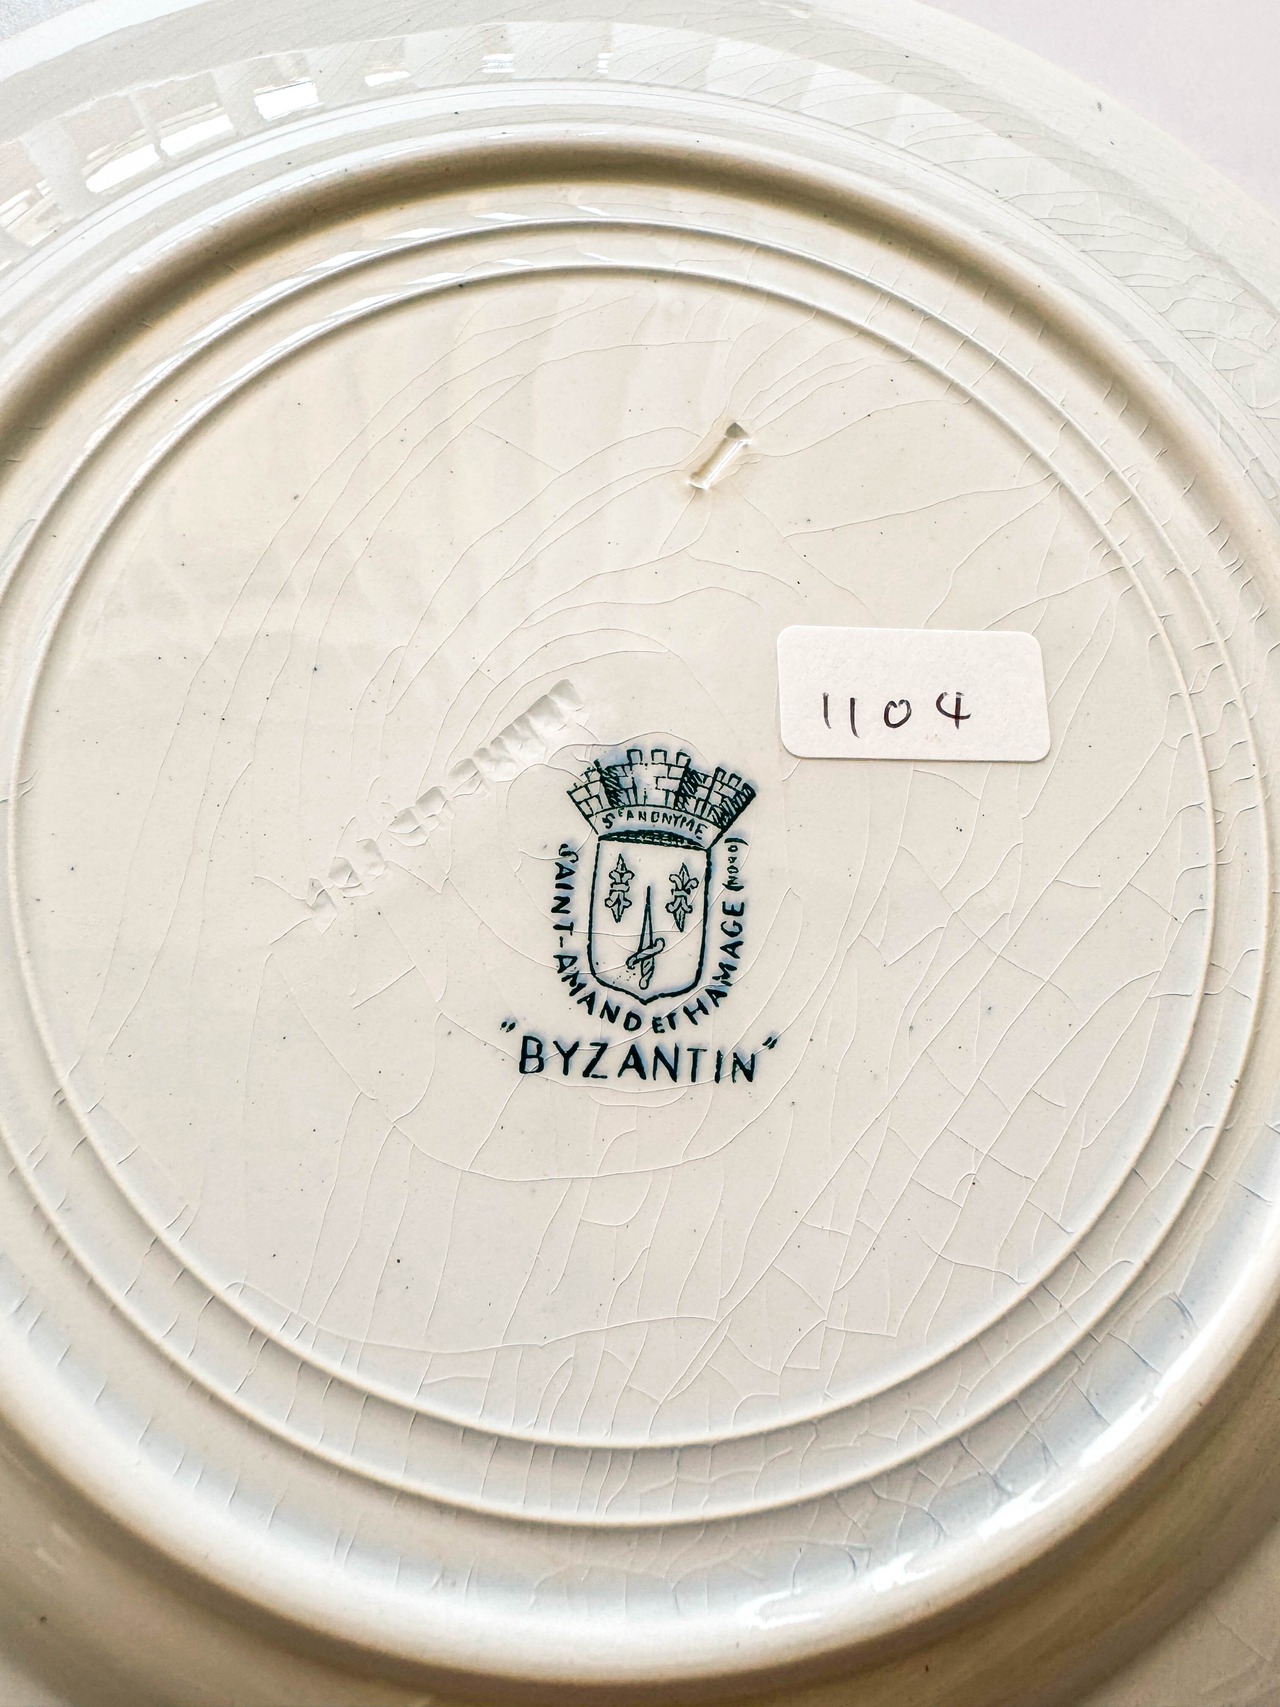 1104
Sté ANONYME
SAINT-AMAND ET HAMAGE (NORD)
"BYZANTIN"